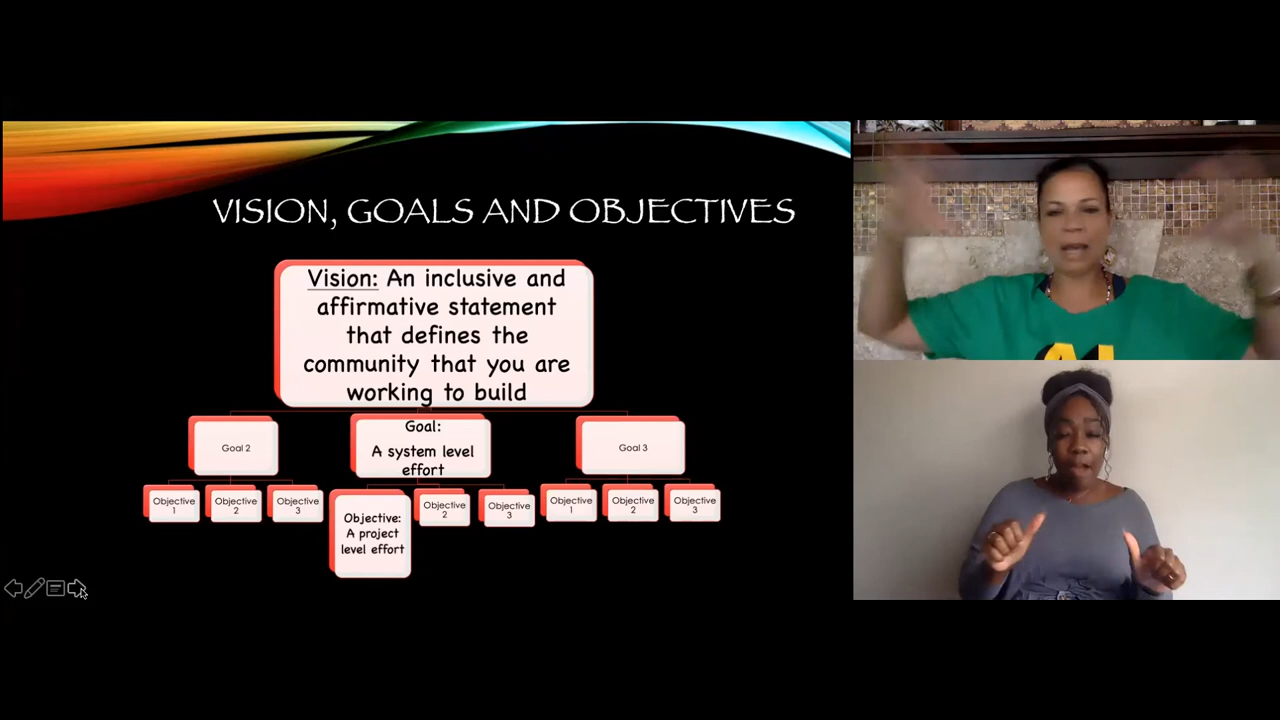 VISION, GOALS AND OBJECTIVES
Vision: An inclusive and
affirmative statement
that defines the
community that you are
working to build
Goal 2
Goal:
A system level
effort
Goal 3
Objective
1
Objective
2
Objective
3
Objective:
A project
level effort
Objective
2
Objective
3
Objective
1
Objective
2
Objective
3